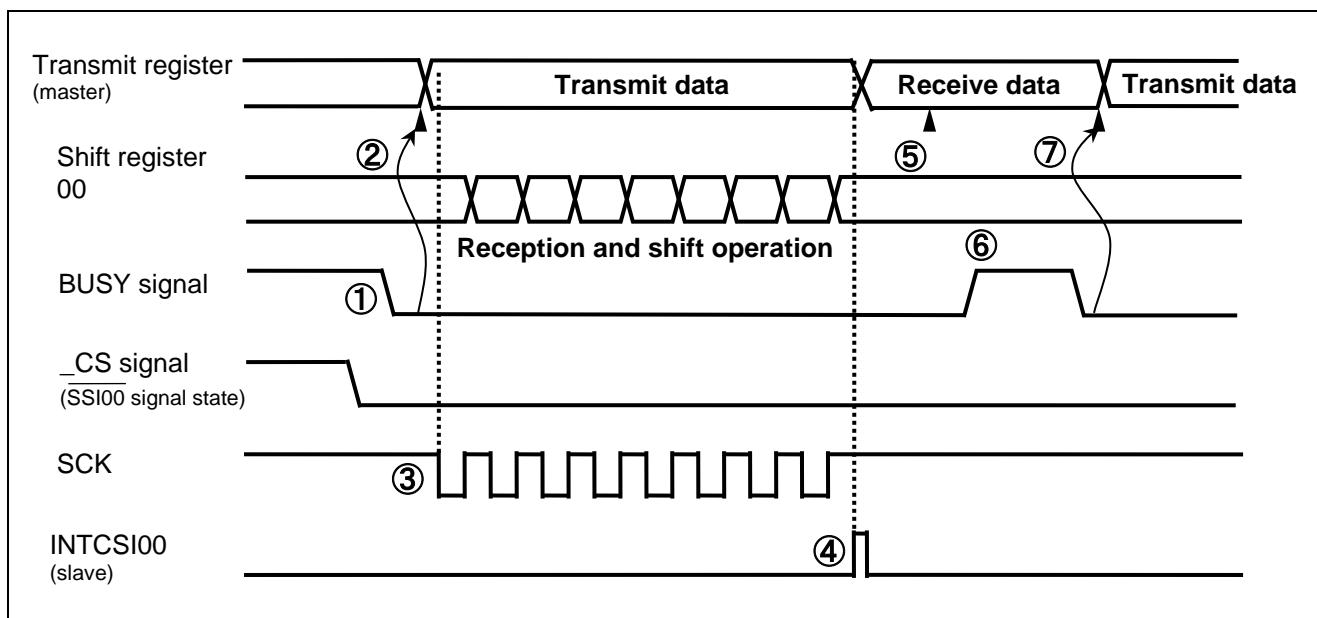 Transmit register
(master)
Transmit data
Receive data
Transmit data
②
⑤
⑦
Shift register
00
Reception and shift operation
⑥
BUSY signal
①
_CS signal
(SSI00 signal state)
SCK
③
INTCSI00
(slave)
④